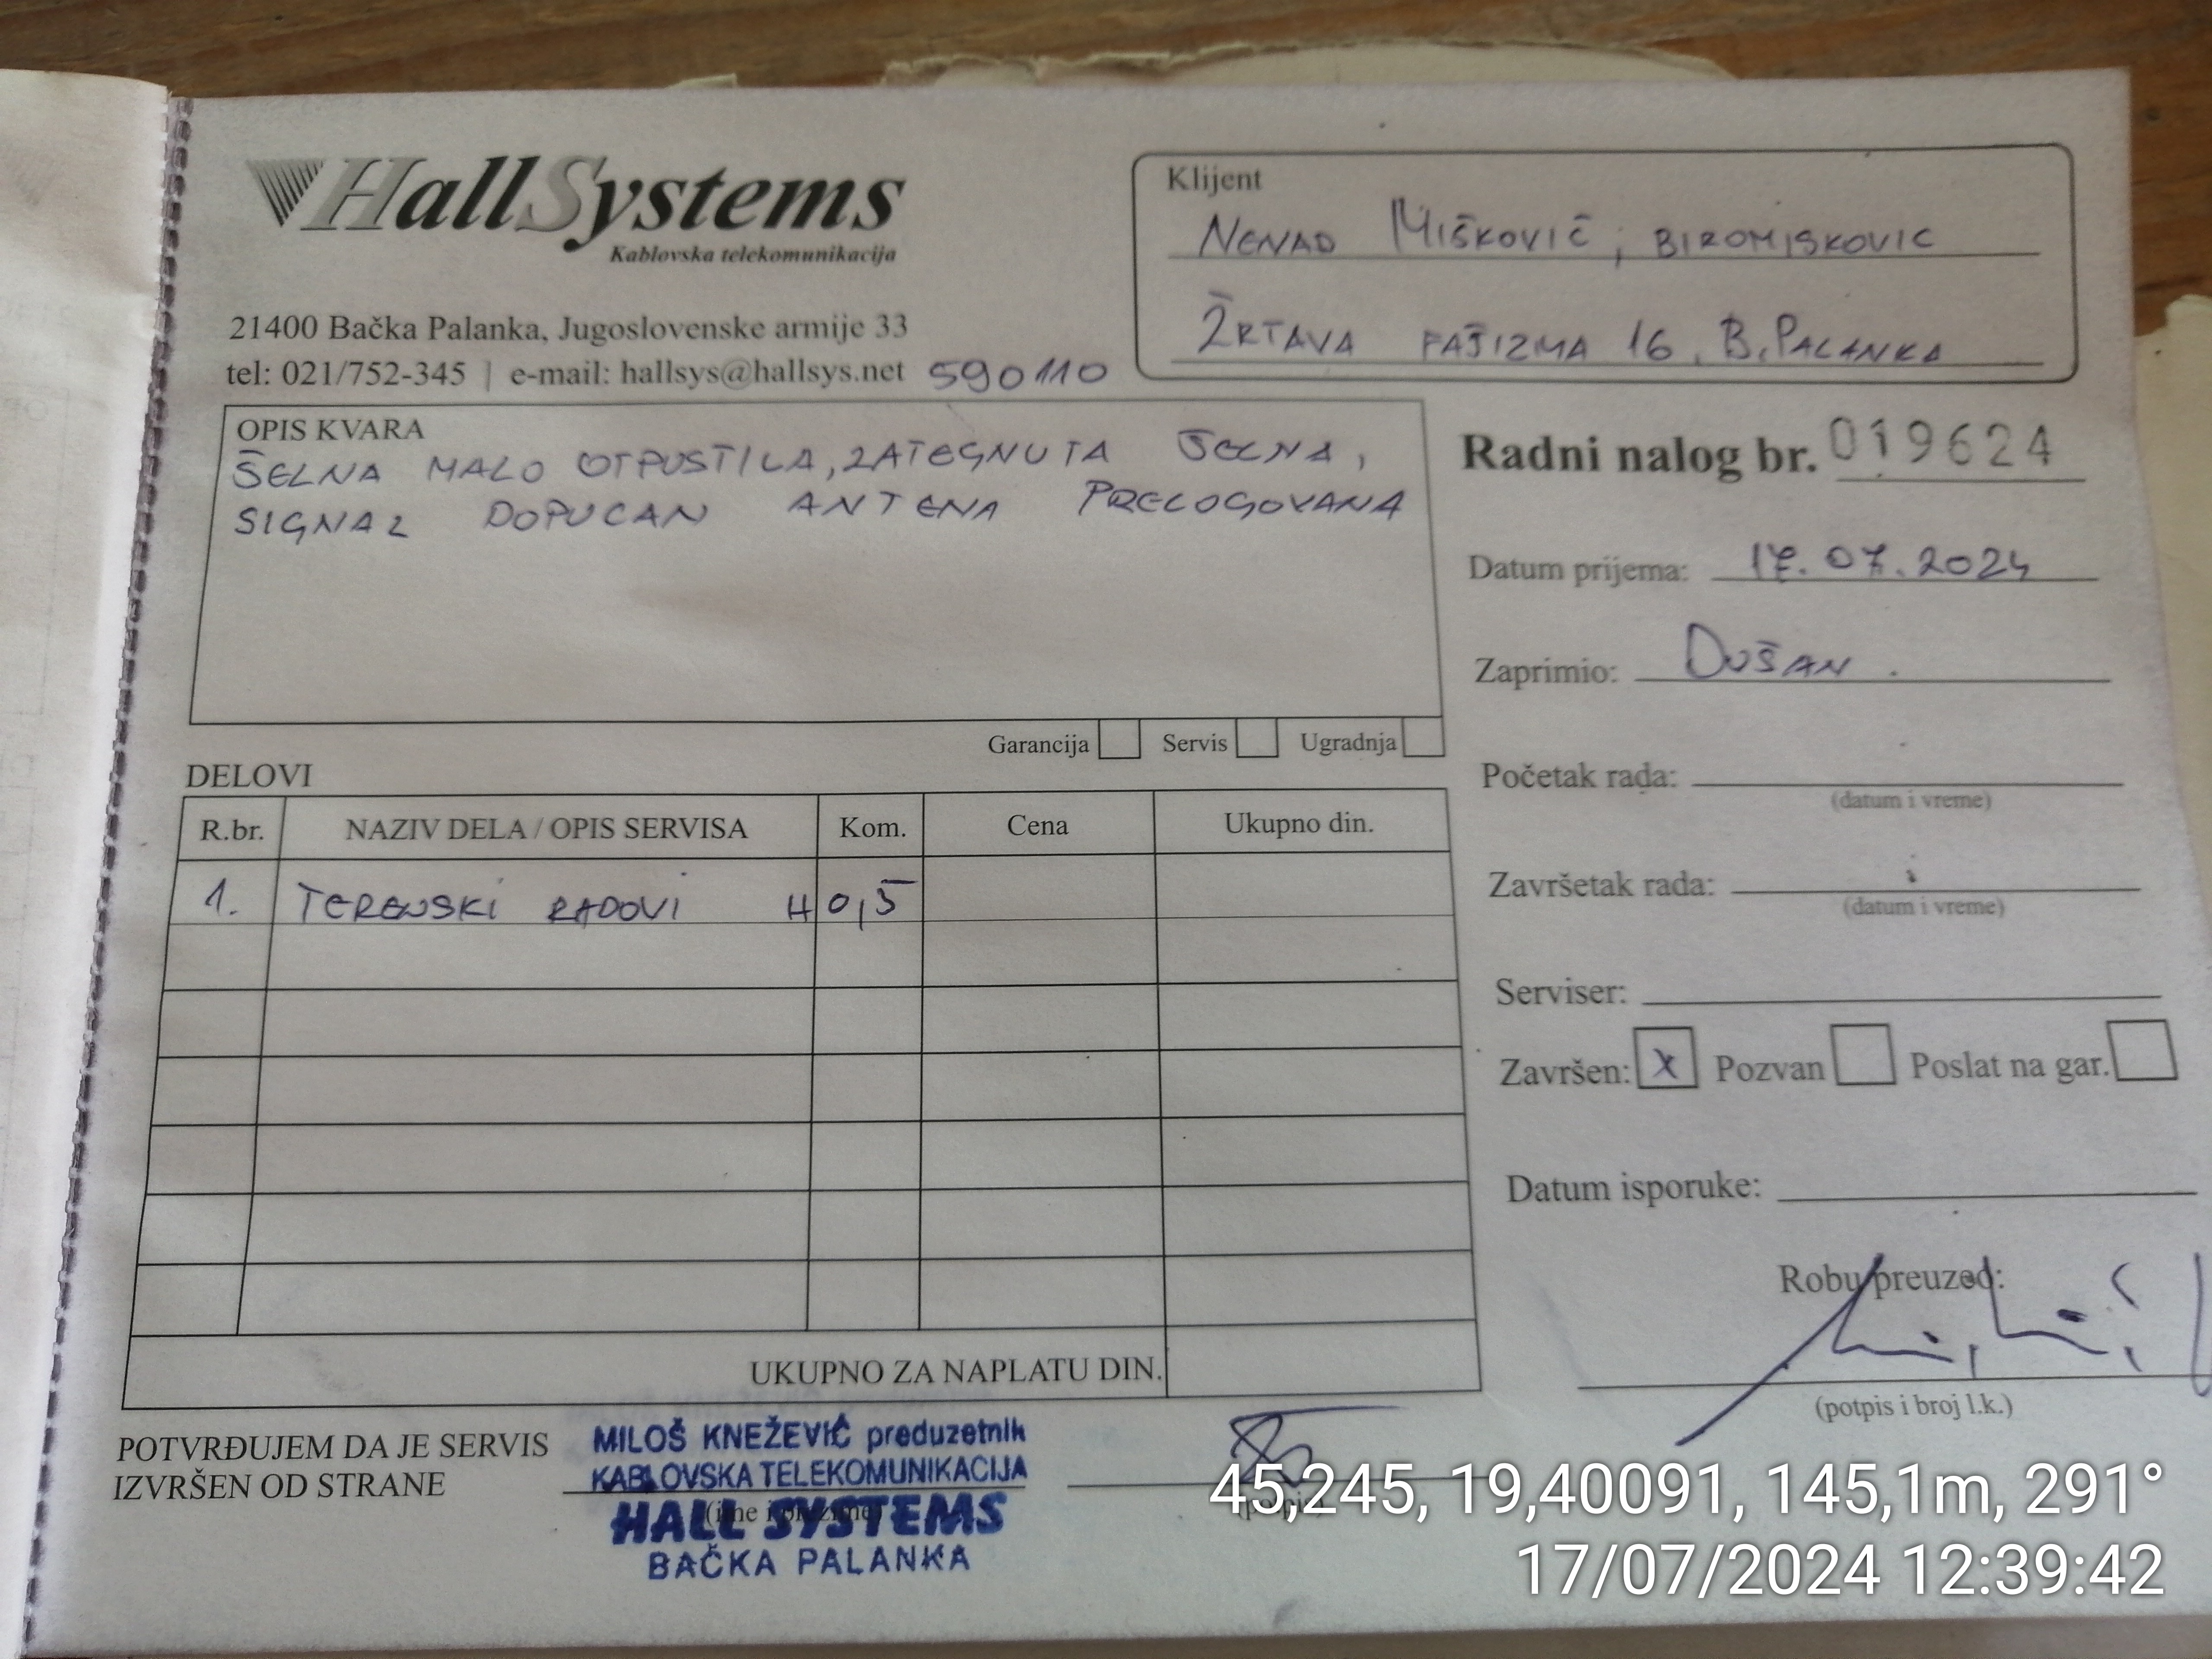 HallSystems
Kablovska telekomunikacija
21400 Bačka Palanka, Jugoslovenske armije 33
tel: 021/752-345 | e-mail: hallsys@hallsys.net 590110
Klijent
NENAD MIŠKOVIĆ, BIROMISKOVIC
ŽRTAVA FAŠIZMA 16, B. PALANKA
OPIS KVARA
ŠELNA MALO OTPUSTILA, ZATEGNUTA ŠELNA,
SIGNAL DOPUCAN ANTENA PRELOGOVANA
Garancija Servis Ugradnja
Radni nalog br. 019624
Datum prijema: 17.07.2024
Zaprimio: DUŠAN.
Početak rada:
(datum i vreme)
Završetak rada:
(datum i vreme)
Serviser:
Završen: X Pozvan Poslat na gar.
Datum isporuke:
Robu preuzeo:
(potpis i broj l.k.)
DELOVI
R.br. NAZIV DELA / OPIS SERVISA Kom. Cena Ukupno din.
1. TERENSKI RADOVI H 0,5
UKUPNO ZA NAPLATU DIN.
POTVRĐUJEM DA JE SERVIS
IZVRŠEN OD STRANE
MILOŠ KNEŽEVIĆ preduzetnik
KABLOVSKA TELEKOMUNIKACIJA
(ime i prezime)
HALL SYSTEMS
BAČKA PALANKA
(potpis)
45,245, 19,40091, 145,1m, 291°
17/07/2024 12:39:42